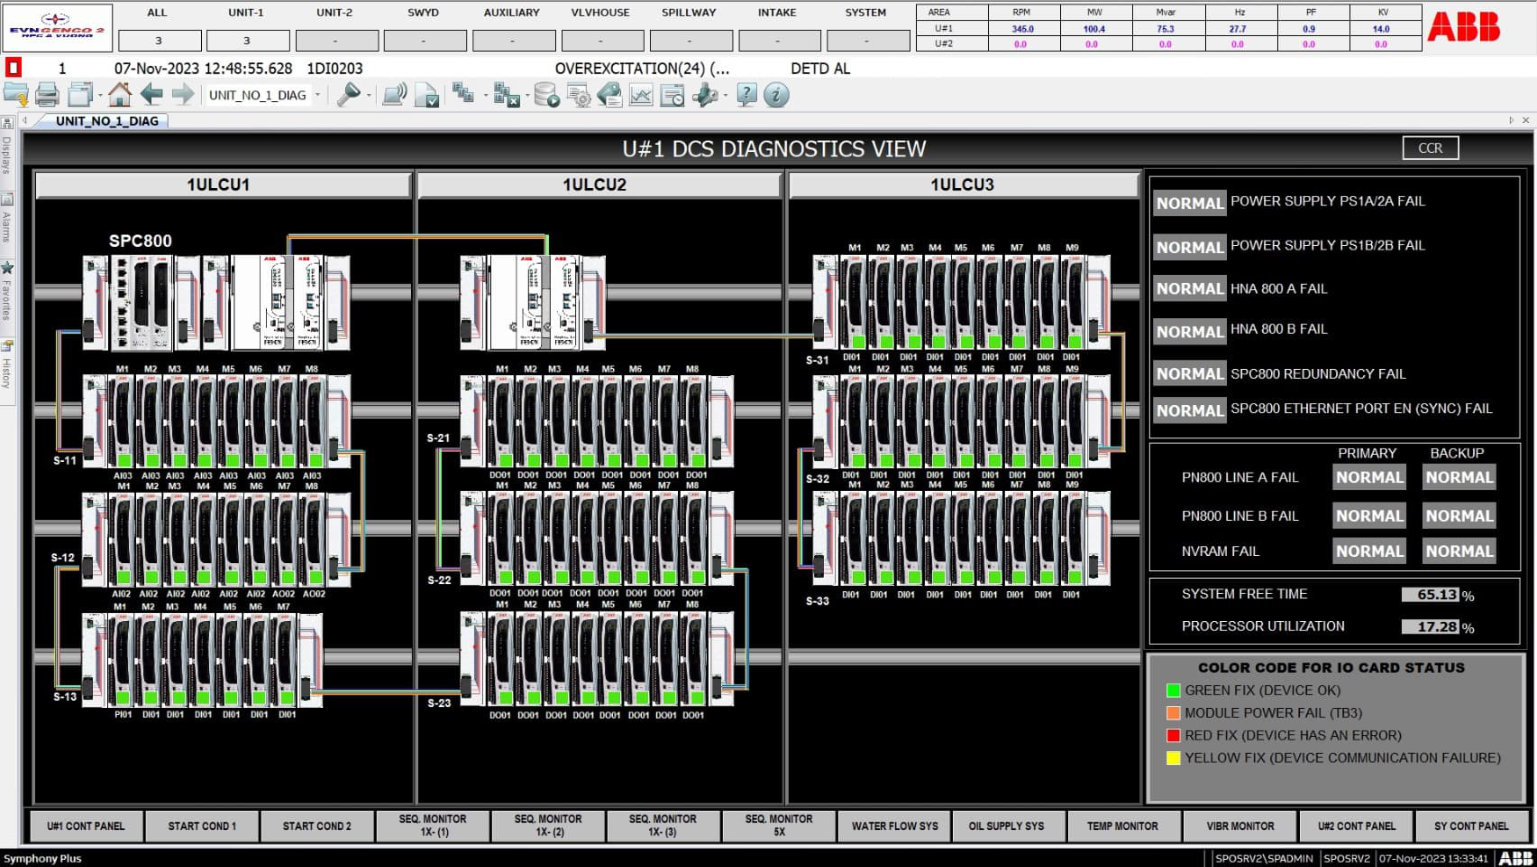 EVNGENCO 2
ALL UNIT-1 UNIT-2 SWYD AUXILIARY VLVHOUSE SPILLWAY INTAKE SYSTEM
3 3 - - - - - - -
AREA RPM MW Mvar Hz PF KV
U#1 345.0 100.4 75.3 27.7 0.9 14.0
U#2 0.0 0.0 0.0 0.0 0.0 0.0
ABB
1 07-Nov-2023 12:48:55.628 1DI0203 OVEREXCITATION(24) (... DETD AL
UNIT_NO_1_DIAG
UNIT_NO_1_DIAG
Displays
Alarms
Favorites
History
U#1 DCS DIAGNOSTICS VIEW
CCR
1ULCU1
SPC800
M1 M2 M3 M4 M5 M6 M7 M8
S-11
AI03 AI03 AI03 AI03 AI03 AI03 AI03 AI03
M1 M2 M3 M4 M5 M6 M7 M8
S-12
AI02 AI02 AI02 AI02 AI02 AI02 AO02 AO02
M1 M2 M3 M4 M5 M6 M7
S-13
PI01 DI01 DI01 DI01 DI01 DI01 DI01
1ULCU2
M1 M2 M3 M4 M5 M6 M7 M8
S-21
DO01 DO01 DO01 DO01 DO01 DO01 DO01 DO01
M1 M2 M3 M4 M5 M6 M7 M8
S-22
DO01 DO01 DO01 DO01 DO01 DO01 DO01 DO01
M1 M2 M3 M4 M5 M6 M7 M8
S-23
DO01 DO01 DO01 DO01 DO01 DO01 DO01 DO01
1ULCU3
M1 M2 M3 M4 M5 M6 M7 M8 M9
S-31
DI01 DI01 DI01 DI01 DI01 DI01 DI01 DI01 DI01
M1 M2 M3 M4 M5 M6 M7 M8 M9
S-32
DI01 DI01 DI01 DI01 DI01 DI01 DI01 DI01 DI01
M1 M2 M3 M4 M5 M6 M7 M8 M9
S-33
DI01 DI01 DI01 DI01 DI01 DI01 DI01 DI01 DI01
NORMAL POWER SUPPLY PS1A/2A FAIL
NORMAL POWER SUPPLY PS1B/2B FAIL
NORMAL HNA 800 A FAIL
NORMAL HNA 800 B FAIL
NORMAL SPC800 REDUNDANCY FAIL
NORMAL SPC800 ETHERNET PORT EN (SYNC) FAIL
PRIMARY BACKUP
PN800 LINE A FAIL NORMAL NORMAL
PN800 LINE B FAIL NORMAL NORMAL
NVRAM FAIL NORMAL NORMAL
SYSTEM FREE TIME 65.13 %
PROCESSOR UTILIZATION 17.28 %
COLOR CODE FOR IO CARD STATUS
GREEN FIX (DEVICE OK)
MODULE POWER FAIL (TB3)
RED FIX (DEVICE HAS AN ERROR)
YELLOW FIX (DEVICE COMMUNICATION FAILURE)
U#1 CONT PANEL
START COND 1
START COND 2
SEQ. MONITOR
1X- (1)
SEQ. MONITOR
1X- (2)
SEQ. MONITOR
1X- (3)
SEQ. MONITOR
5X
WATER FLOW SYS
OIL SUPPLY SYS
TEMP MONITOR
VIBR MONITOR
U#2 CONT PANEL
SY CONT PANEL
Symphony Plus
SPOSRV2\SPADMIN SPOSRV2 07-Nov-2023 13:33:41 ABB